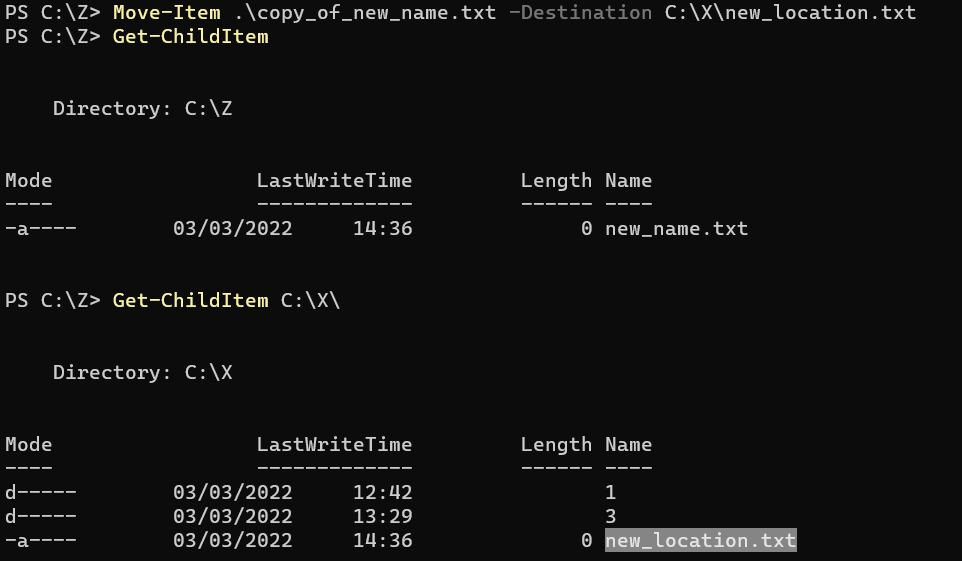 PS C:\Z> Move-Item .\copy_of_new_name.txt -Destination C:\X\new_location.txt
PS C:\Z> Get-ChildItem
Directory: C:\Z
Mode LastWriteTime Length Name
---- ------------- ------ ----
-a---- 03/03/2022 14:36 0 new_name.txt
PS C:\Z> Get-ChildItem C:\X\
Directory: C:\X
Mode LastWriteTime Length Name
---- ------------- ------ ----
d----- 03/03/2022 12:42 1
d----- 03/03/2022 13:29 3
-a---- 03/03/2022 14:36 0 new_location.txt